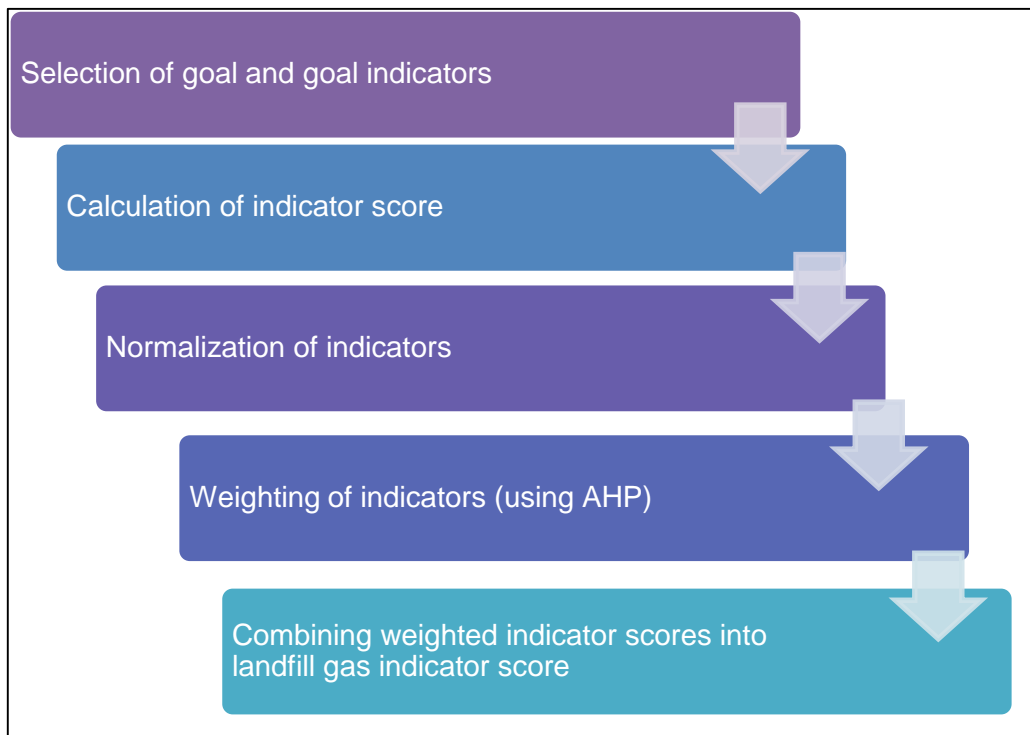 Selection of goal and goal indicators
Calculation of indicator score
Normalization of indicators
Weighting of indicators (using AHP)
Combining weighted indicator scores into
landfill gas indicator score